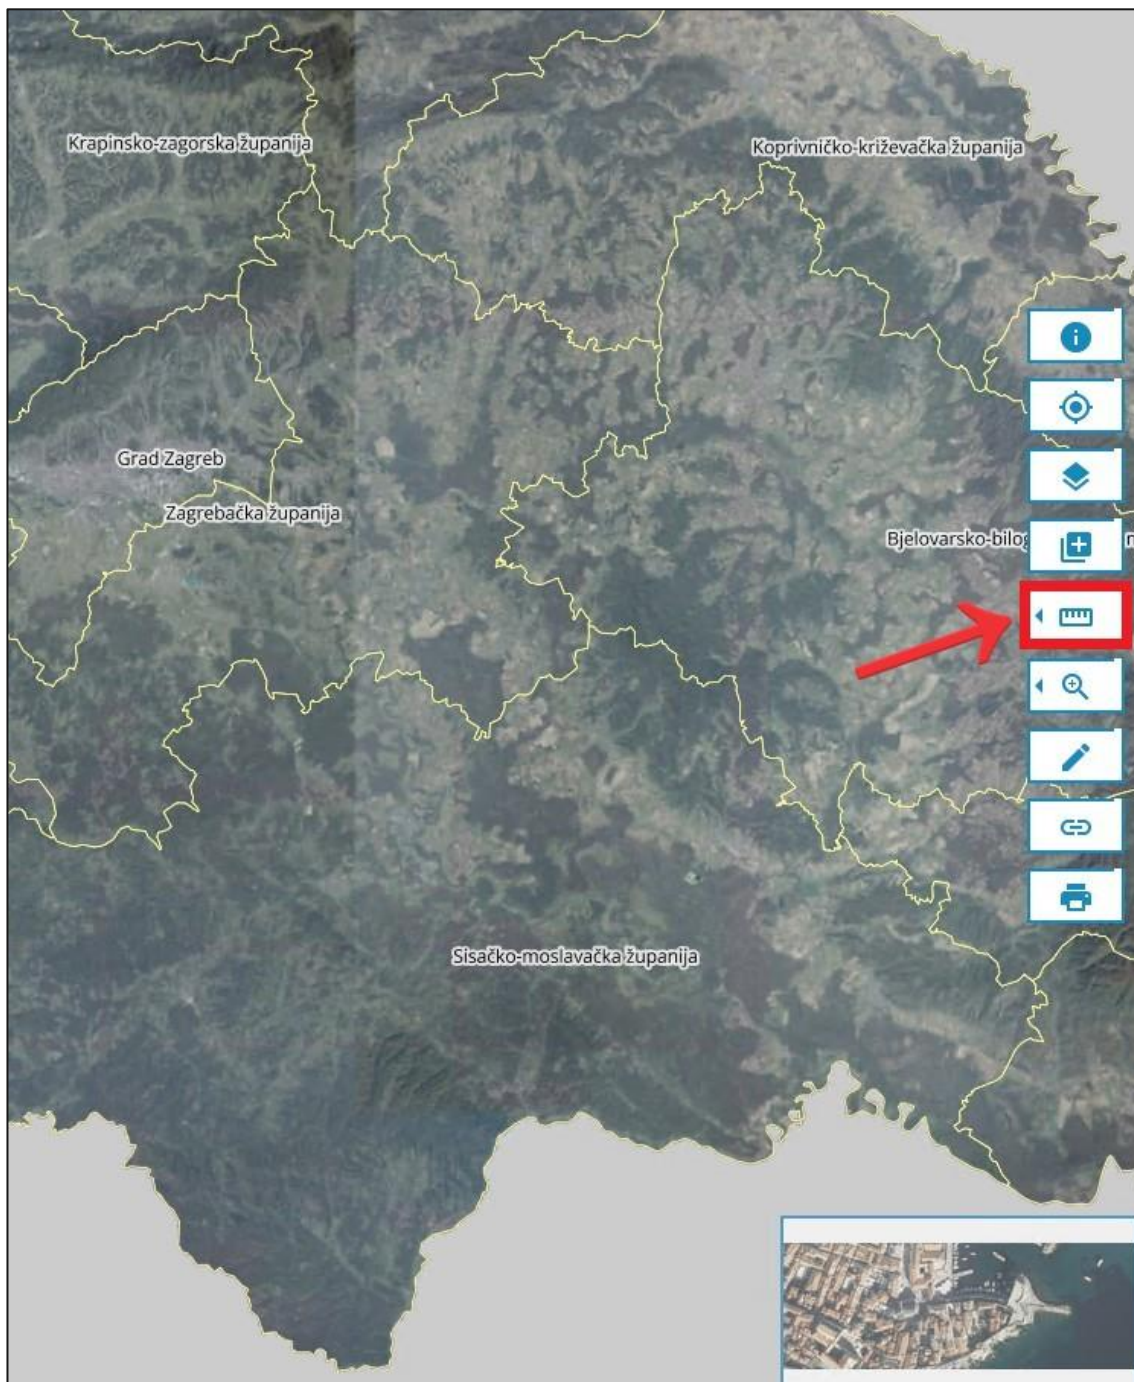 Krapinsko-zagorska županija
Koprivničko-križevačka županija
Grad Zagreb
Zagrebačka županija
Bjelovarsko-bilog
Sisačko-moslavačka županija